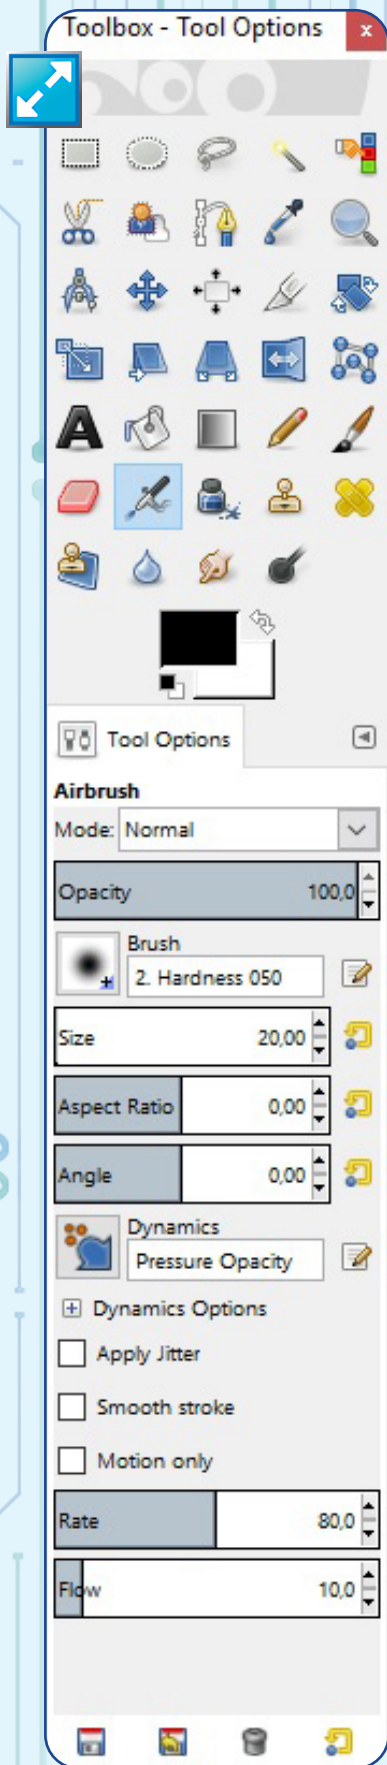 Toolbox - Tool Options
x
A
Tool Options
Airbrush
Mode: Normal
Opacity 100,0
Brush
2. Hardness 050
Size 20,00
Aspect Ratio 0,00
Angle 0,00
Dynamics
Pressure Opacity
Dynamics Options
Apply Jitter
Smooth stroke
Motion only
Rate 80,0
Flow 10,0